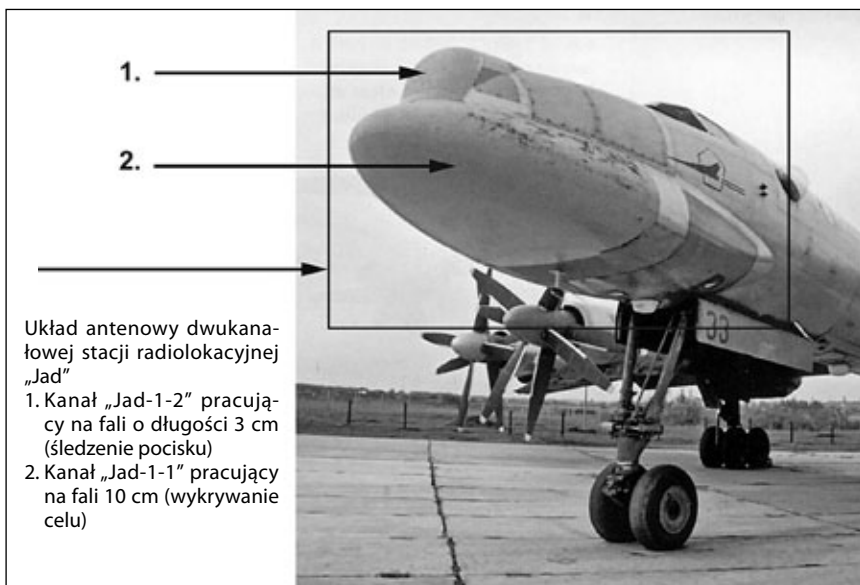 1.
2.
Układ antenowy dwukana-
łowej stacji radiolokacyjnej
„Jad”
1. Kanał „Jad-1-2” pracują-
cy na fali o długości 3 cm
(śledzenie pocisku)
2. Kanał „Jad-1-1” pracujący
na fali 10 cm (wykrywanie
celu)
33